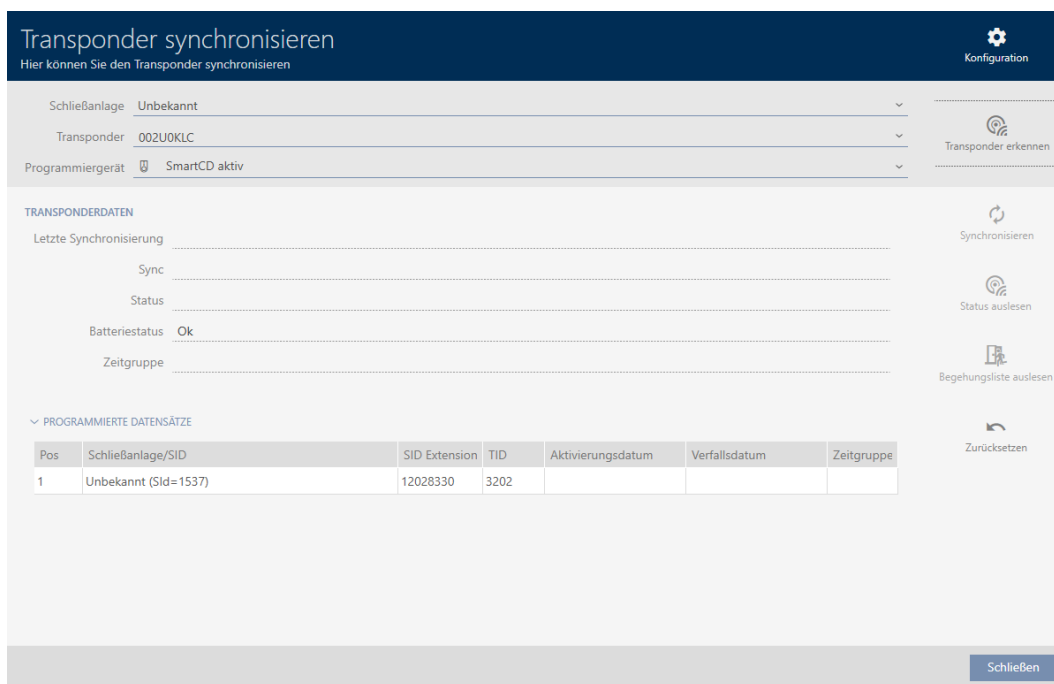 Transponder synchronisieren
Hier können Sie den Transponder synchronisieren
Konfiguration
Schließanlage Unbekannt
Transponder 002U0KLC
Programmiergerät SmartCD aktiv
Transponder erkennen
TRANSPONDERDATEN
Letzte Synchronisierung
Sync
Status
Batteriestatus Ok
Zeitgruppe
Synchronisieren
Status auslesen
Begehungsliste auslesen
Zurücksetzen
PROGRAMMIERTE DATENSÄTZE
Pos Schließanlage/SID SID Extension TID Aktivierungsdatum Verfallsdatum Zeitgruppe
1 Unbekannt (SId=1537) 12028330 3202
Schließen